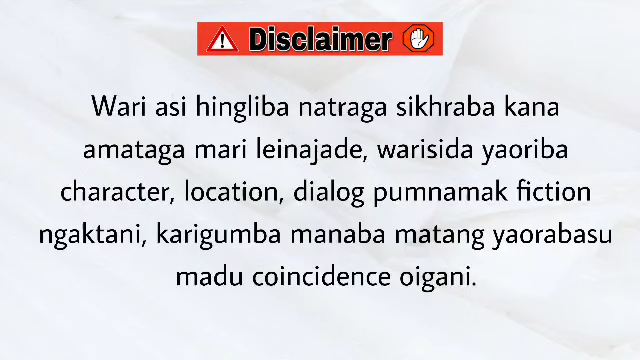 Disclaimer
Wari asi hingliba natraga sikhraba kana
amataga mari leinajade, warisida yaoriba
character, location, dialog pumnamak fiction
ngaktani, karigumba manaba matang yaorabasu
madu coincidence oigani.